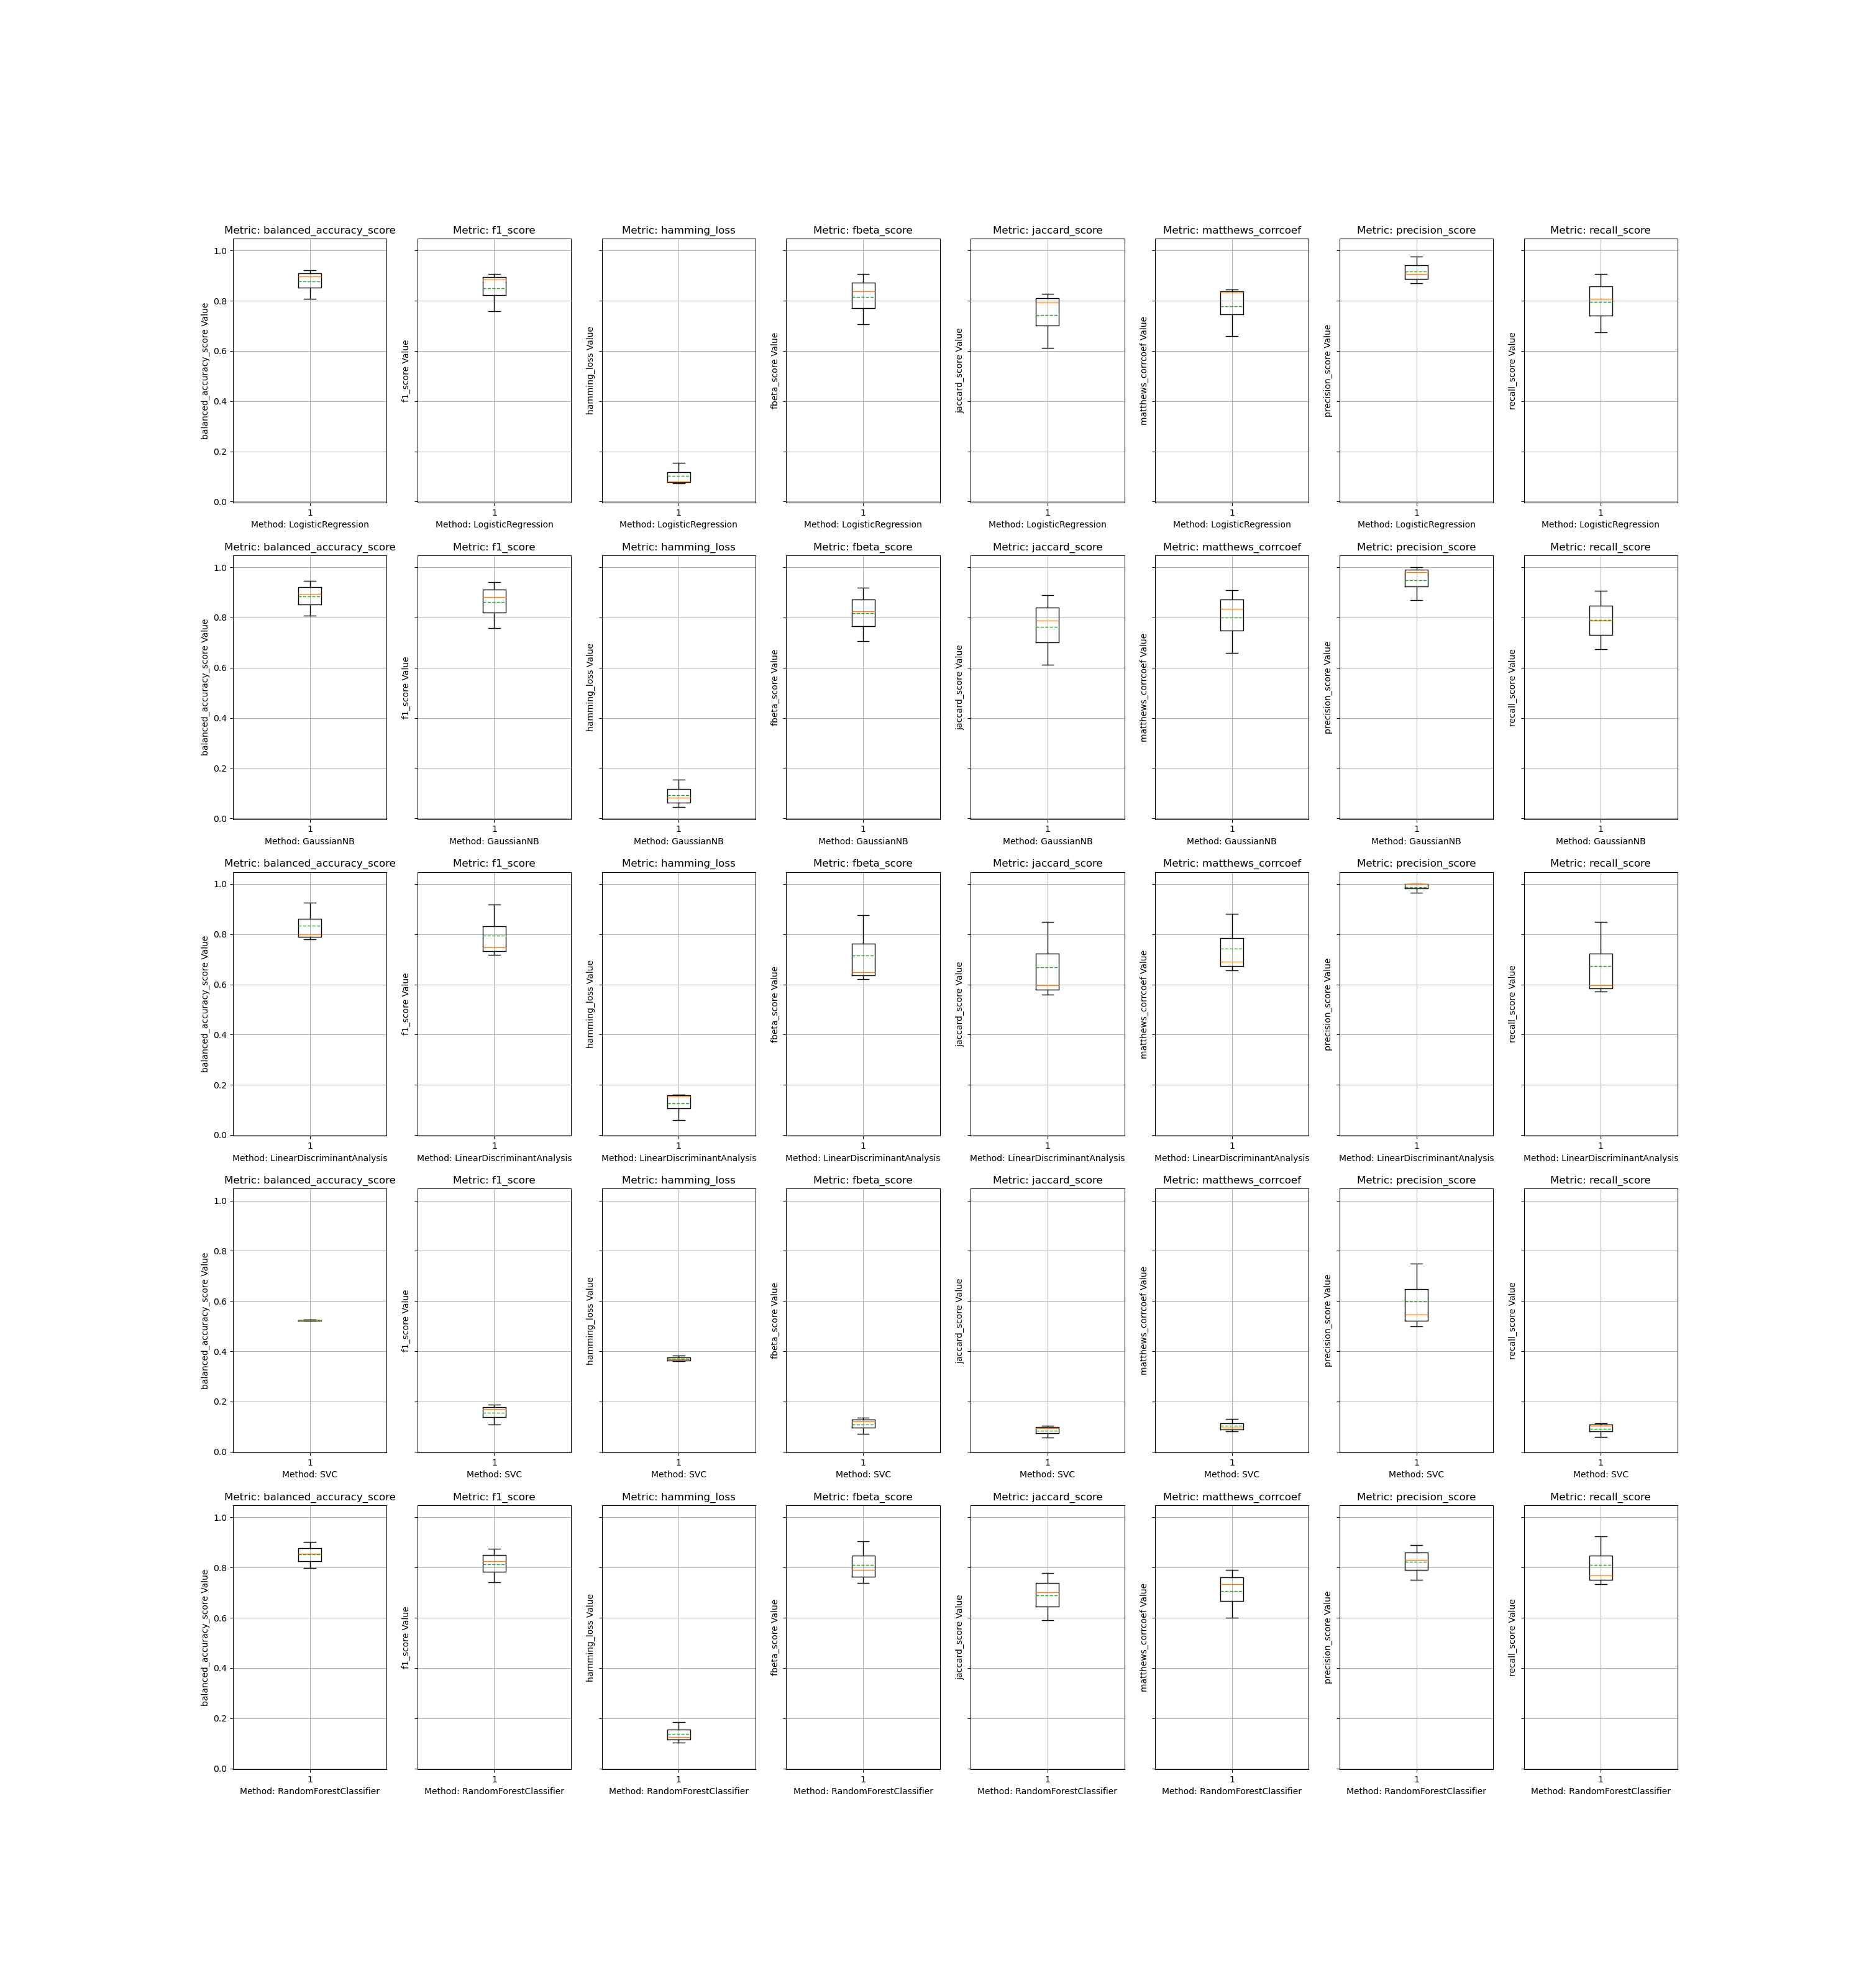 Metric: balanced_accuracy_score Metric: f1_score Metric: hamming_loss Metric: fbeta_score Metric: jaccard_score Metric: matthews_corrcoef Metric: precision_score Metric: recall_score
1.0
0.8
0.6
0.4
0.2
0.0
balanced_accuracy_score Value
f1_score Value
hamming_loss Value
fbeta_score Value
jaccard_score Value
matthews_corrcoef Value
precision_score Value
recall_score Value
1 1 1 1 1 1 1 1
Method: LogisticRegression Method: LogisticRegression Method: LogisticRegression Method: LogisticRegression Method: LogisticRegression Method: LogisticRegression Method: LogisticRegression Method: LogisticRegression
Metric: balanced_accuracy_score Metric: f1_score Metric: hamming_loss Metric: fbeta_score Metric: jaccard_score Metric: matthews_corrcoef Metric: precision_score Metric: recall_score
1.0
0.8
0.6
0.4
0.2
0.0
balanced_accuracy_score Value
f1_score Value
hamming_loss Value
fbeta_score Value
jaccard_score Value
matthews_corrcoef Value
precision_score Value
recall_score Value
1 1 1 1 1 1 1 1
Method: GaussianNB Method: GaussianNB Method: GaussianNB Method: GaussianNB Method: GaussianNB Method: GaussianNB Method: GaussianNB Method: GaussianNB
Metric: balanced_accuracy_score Metric: f1_score Metric: hamming_loss Metric: fbeta_score Metric: jaccard_score Metric: matthews_corrcoef Metric: precision_score Metric: recall_score
1.0
0.8
0.6
0.4
0.2
0.0
balanced_accuracy_score Value
f1_score Value
hamming_loss Value
fbeta_score Value
jaccard_score Value
matthews_corrcoef Value
precision_score Value
recall_score Value
1 1 1 1 1 1 1 1
Method: LinearDiscriminantAnalysis Method: LinearDiscriminantAnalysis Method: LinearDiscriminantAnalysis Method: LinearDiscriminantAnalysis Method: LinearDiscriminantAnalysis Method: LinearDiscriminantAnalysis Method: LinearDiscriminantAnalysis Method: LinearDiscriminantAnalysis
Metric: balanced_accuracy_score Metric: f1_score Metric: hamming_loss Metric: fbeta_score Metric: jaccard_score Metric: matthews_corrcoef Metric: precision_score Metric: recall_score
1.0
0.8
0.6
0.4
0.2
0.0
balanced_accuracy_score Value
f1_score Value
hamming_loss Value
fbeta_score Value
jaccard_score Value
matthews_corrcoef Value
precision_score Value
recall_score Value
1 1 1 1 1 1 1 1
Method: SVC Method: SVC Method: SVC Method: SVC Method: SVC Method: SVC Method: SVC Method: SVC
Metric: balanced_accuracy_score Metric: f1_score Metric: hamming_loss Metric: fbeta_score Metric: jaccard_score Metric: matthews_corrcoef Metric: precision_score Metric: recall_score
1.0
0.8
0.6
0.4
0.2
0.0
balanced_accuracy_score Value
f1_score Value
hamming_loss Value
fbeta_score Value
jaccard_score Value
matthews_corrcoef Value
precision_score Value
recall_score Value
1 1 1 1 1 1 1 1
Method: RandomForestClassifier Method: RandomForestClassifier Method: RandomForestClassifier Method: RandomForestClassifier Method: RandomForestClassifier Method: RandomForestClassifier Method: RandomForestClassifier Method: RandomForestClassifier